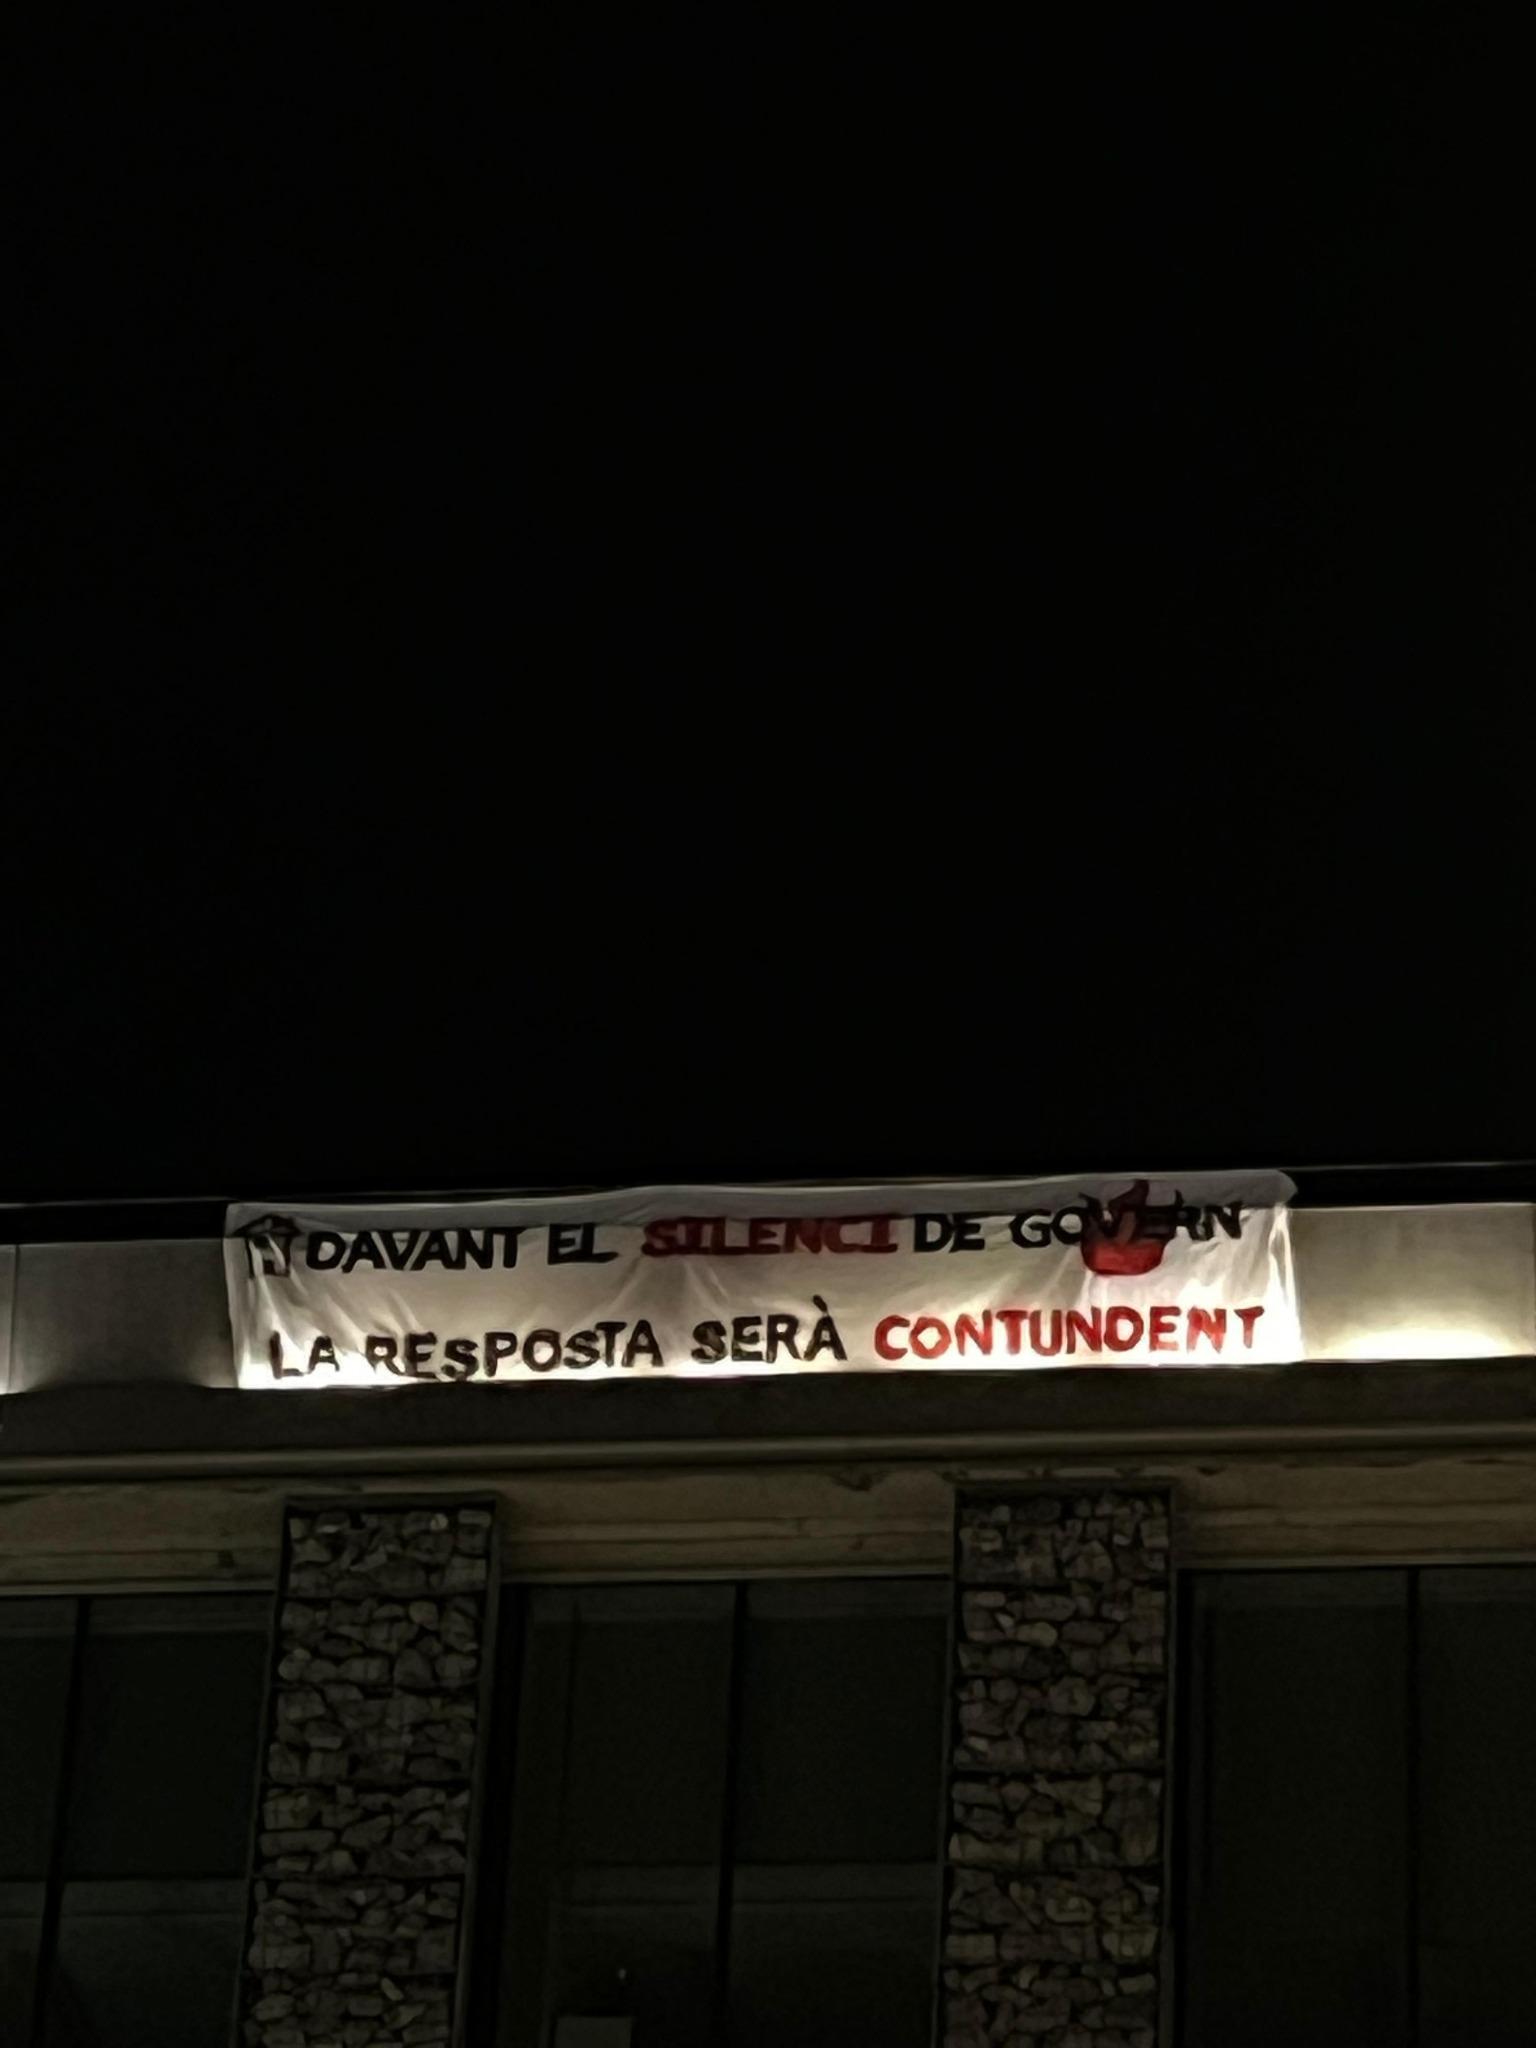 DAVANT EL SILENCI DE GOVERN
LA RESPOSTA SERÀ CONTUNDENT